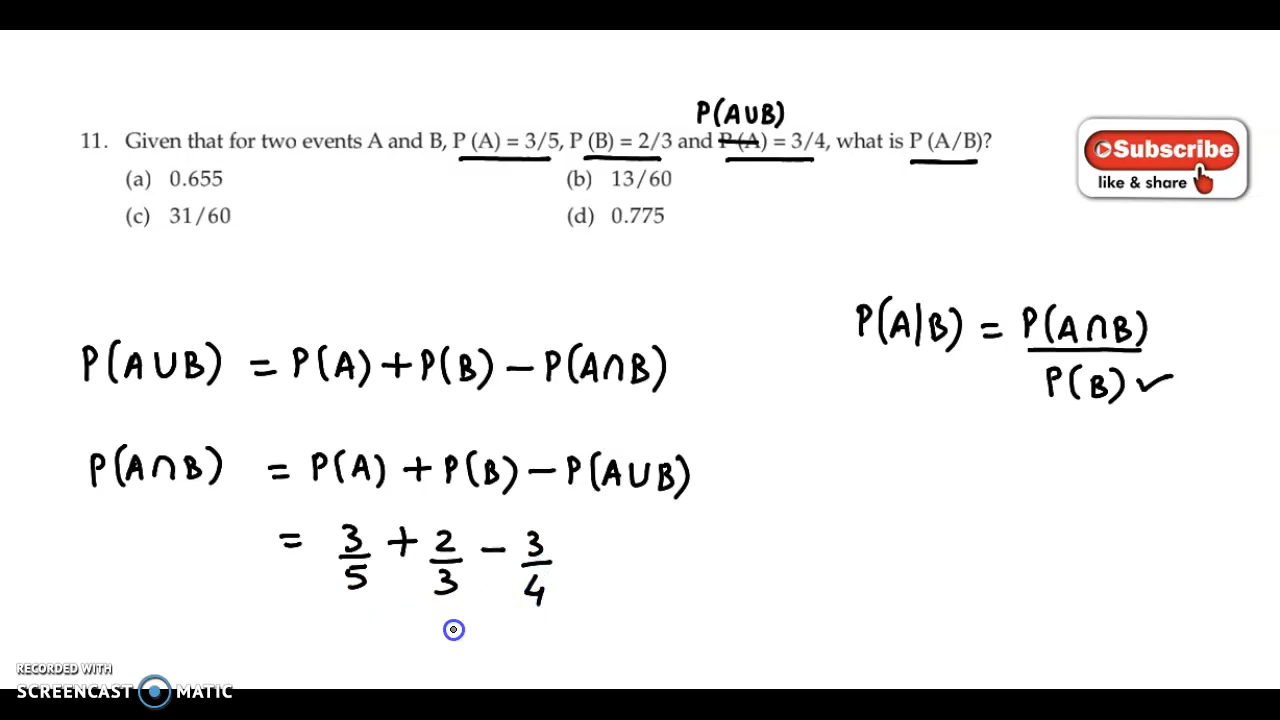 P(A∪B)
11. Given that for two events A and B, P (A) = 3/5, P (B) = 2/3 and P (A) = 3/4, what is P (A/B)?
(a) 0.655 (b) 13/60
(c) 31/60 (d) 0.775
Subscribe
like & share
P(A|B) = P(A∩B) / P(B) ✓
P(A∪B) = P(A) + P(B) − P(A∩B)
P(A∩B) = P(A) + P(B) − P(A∪B)
= 3/5 + 2/3 − 3/4
RECORDED WITH
SCREENCAST MATIC